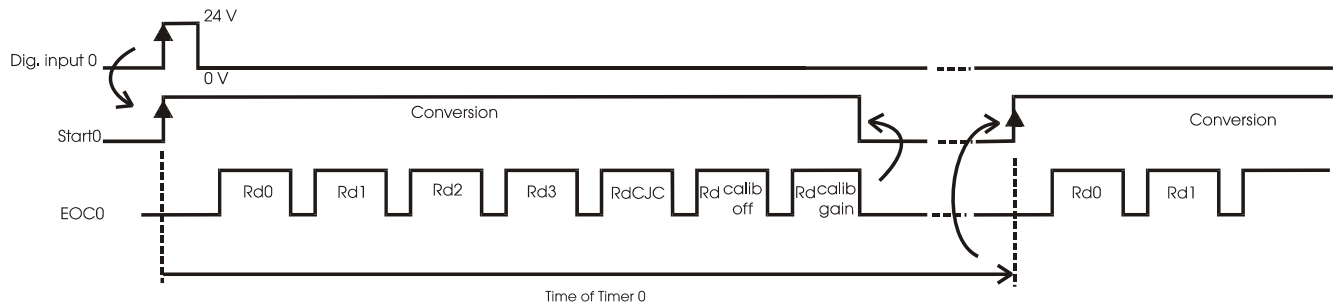 24 V
Dig. input 0
0 V
Conversion
Conversion
Start0
Rd0 Rd1 Rd2 Rd3 RdCJC Rd calib off Rd calib gain Rd0 Rd1
EOC0
Time of Timer 0